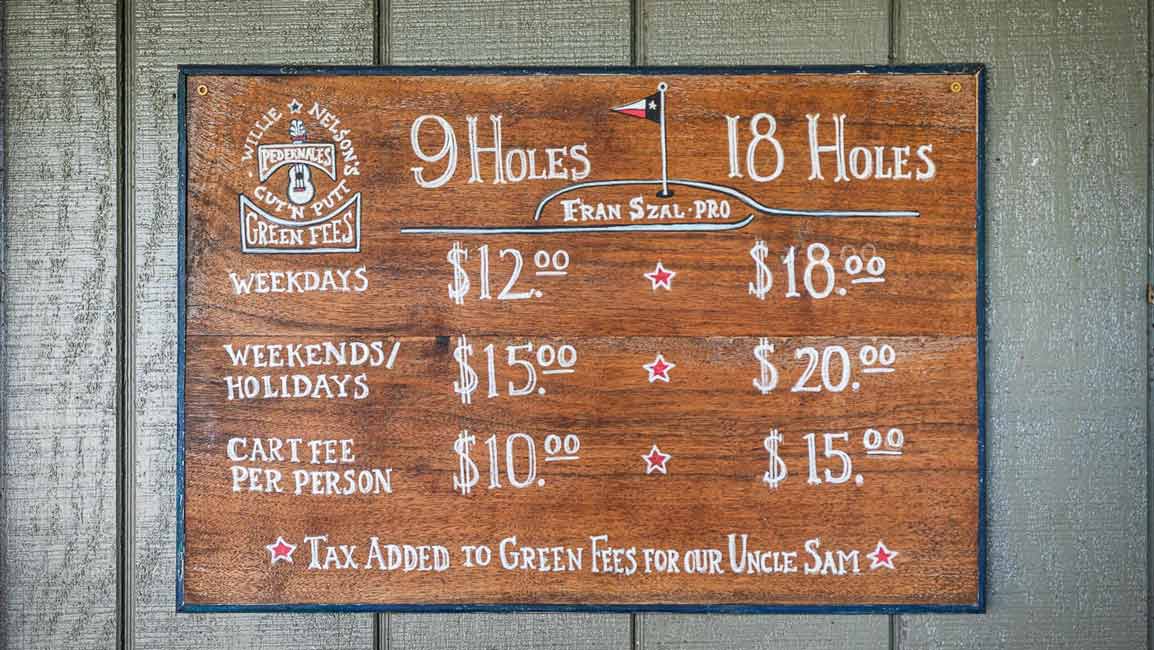 WILLIE NELSON'S
PEDERNALES
CUT 'N PUTT
GREEN FEES
9 HOLES 18 HOLES
FRAN SZAL · PRO
WEEKDAYS $12.00 $18.00
WEEKENDS/
HOLIDAYS $15.00 $20.00
CART FEE
PER PERSON $10.00 $15.00
TAX ADDED TO GREEN FEES FOR OUR UNCLE SAM